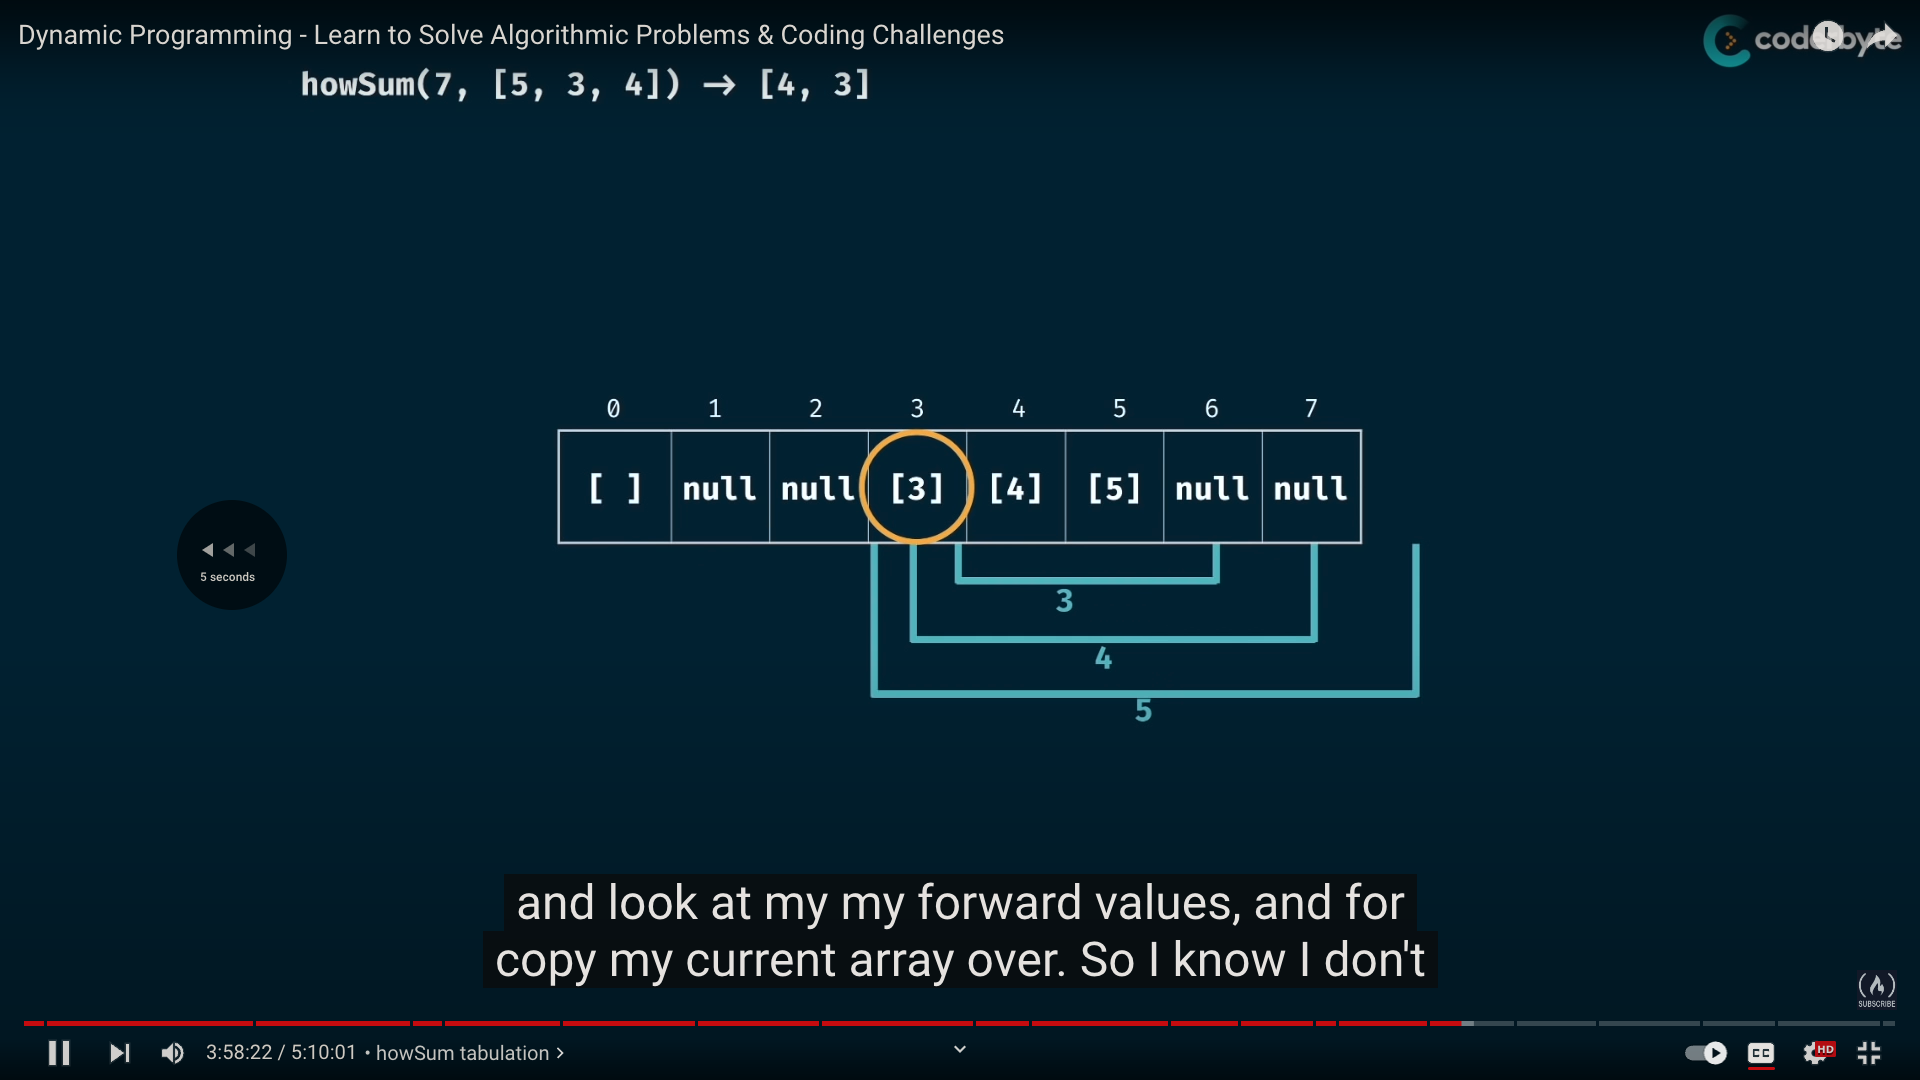 Dynamic Programming - Learn to Solve Algorithmic Problems & Coding Challenges
coderbyte
howSum(7, [5, 3, 4]) → [4, 3]
0 1 2 3 4 5 6 7
[ ] null null [3] [4] [5] null null
5 seconds
3
4
5
and look at my my forward values, and for
copy my current array over. So I know I don't
SUBSCRIBE
3:58:22 / 5:10:01 • howSum tabulation >
CC
HD